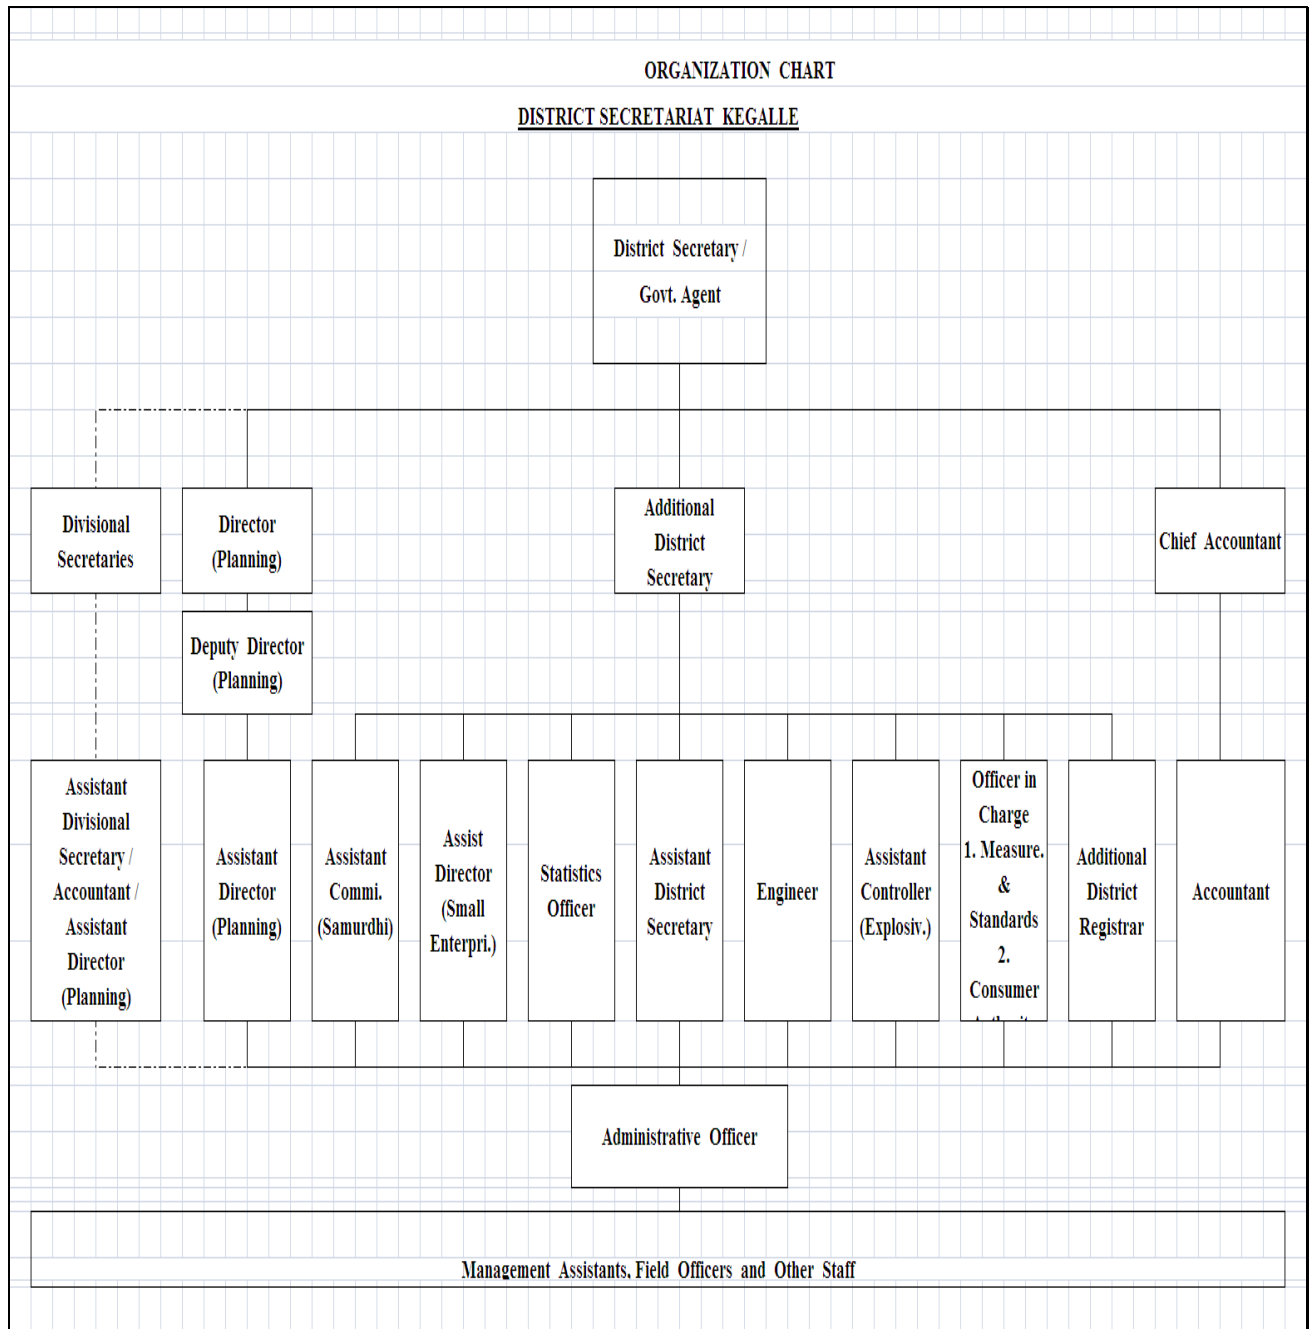 ORGANIZATION CHART
DISTRICT SECRETARIAT KEGALLE
District Secretary /
Govt. Agent
Divisional
Secretaries
Director
(Planning)
Additional
District
Secretary
Chief Accountant
Deputy Director
(Planning)
Assistant
Divisional
Secretary /
Accountant /
Assistant
Director
(Planning)
Assistant
Director
(Planning)
Assistant
Commi.
(Samurdhi)
Assist
Director
(Small
Enterpri.)
Statistics
Officer
Assistant
District
Secretary
Engineer
Assistant
Controller
(Explosiv.)
Officer in
Charge
1. Measure.
&
Standards
2.
Consumer
Additional
District
Registrar
Accountant
Administrative Officer
Management Assistants, Field Officers and Other Staff